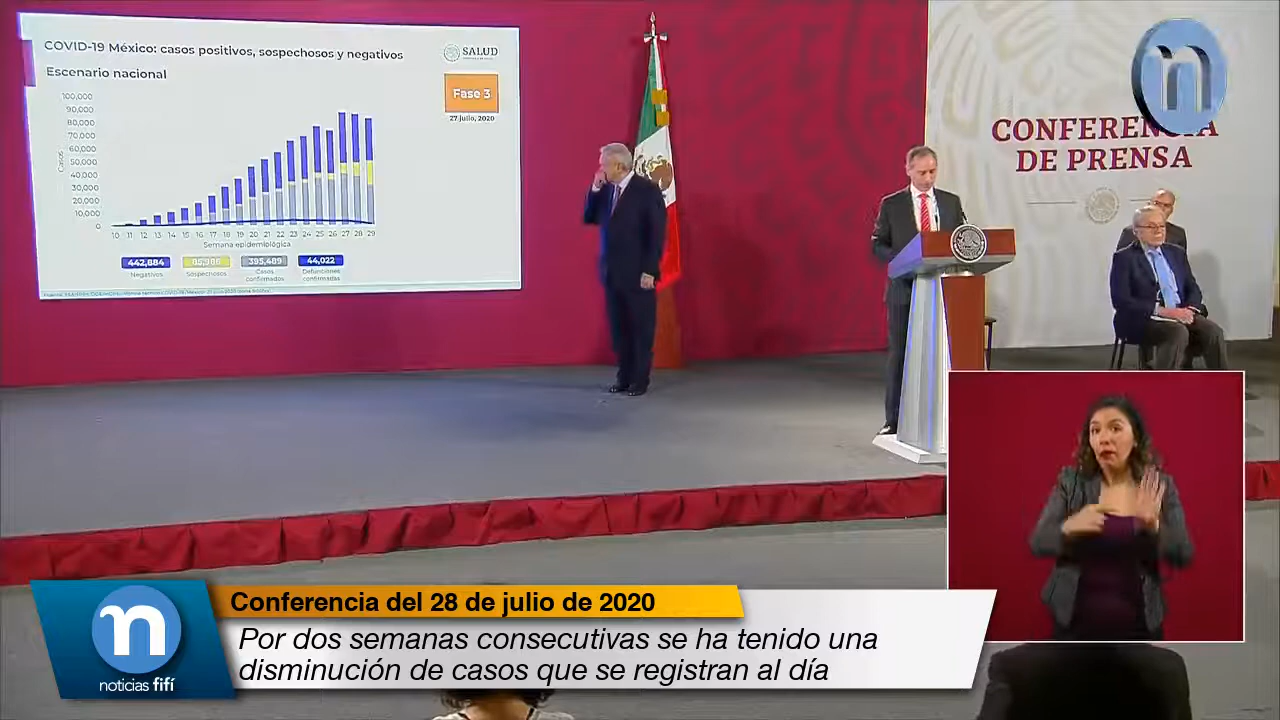 COVID-19 México: casos positivos, sospechosos y negativos
SALUD
Escenario nacional
Fase 3
27 julio, 2020
100,000
90,000
80,000
70,000
60,000
50,000
40,000
30,000
20,000
10,000
0
Casos
10 11 12 13 14 15 16 17 18 19 20 21 22 23 24 25 26 27 28 29
Semana epidemiológica
442,884
395,489
44,022
Negativos
Sospechosos
Casos confirmados
Defunciones confirmadas
n
CONFERENCIA
DE PRENSA
Conferencia del 28 de julio de 2020
Por dos semanas consecutivas se ha tenido una
disminución de casos que se registran al día
n
noticias fifí